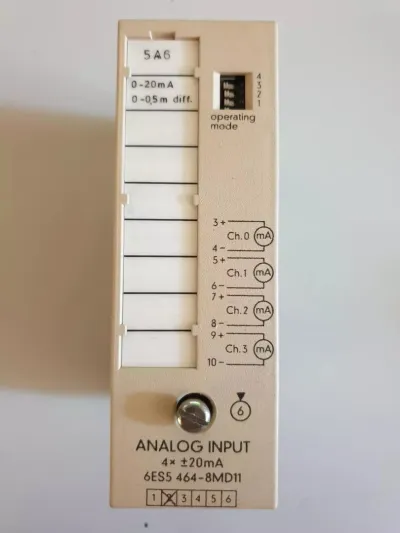 5A6
0-20mA
0-0,5m diff.
4
3
2
1
operating
mode
3+
Ch.0 mA
4-
5+
Ch.1 mA
6-
7+
Ch.2 mA
8-
9+
Ch.3 mA
10-
6
ANALOG INPUT
4× ±20mA
6ES5 464-8MD11
1 2 3 4 5 6